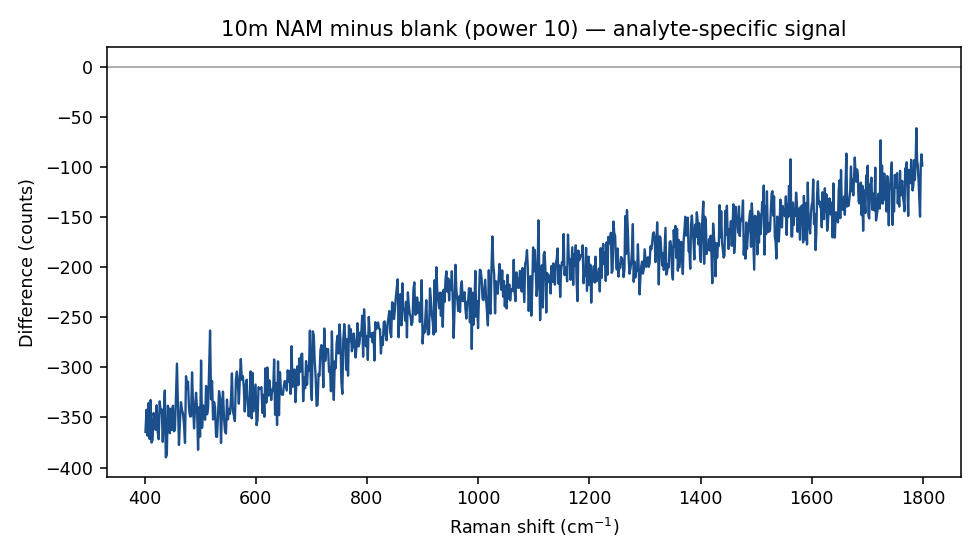 10m NAM minus blank (power 10) — analyte-specific signal
Difference (counts)
0
−50
−100
−150
−200
−250
−300
−350
−400
400 600 800 1000 1200 1400 1600 1800
Raman shift (cm⁻¹)